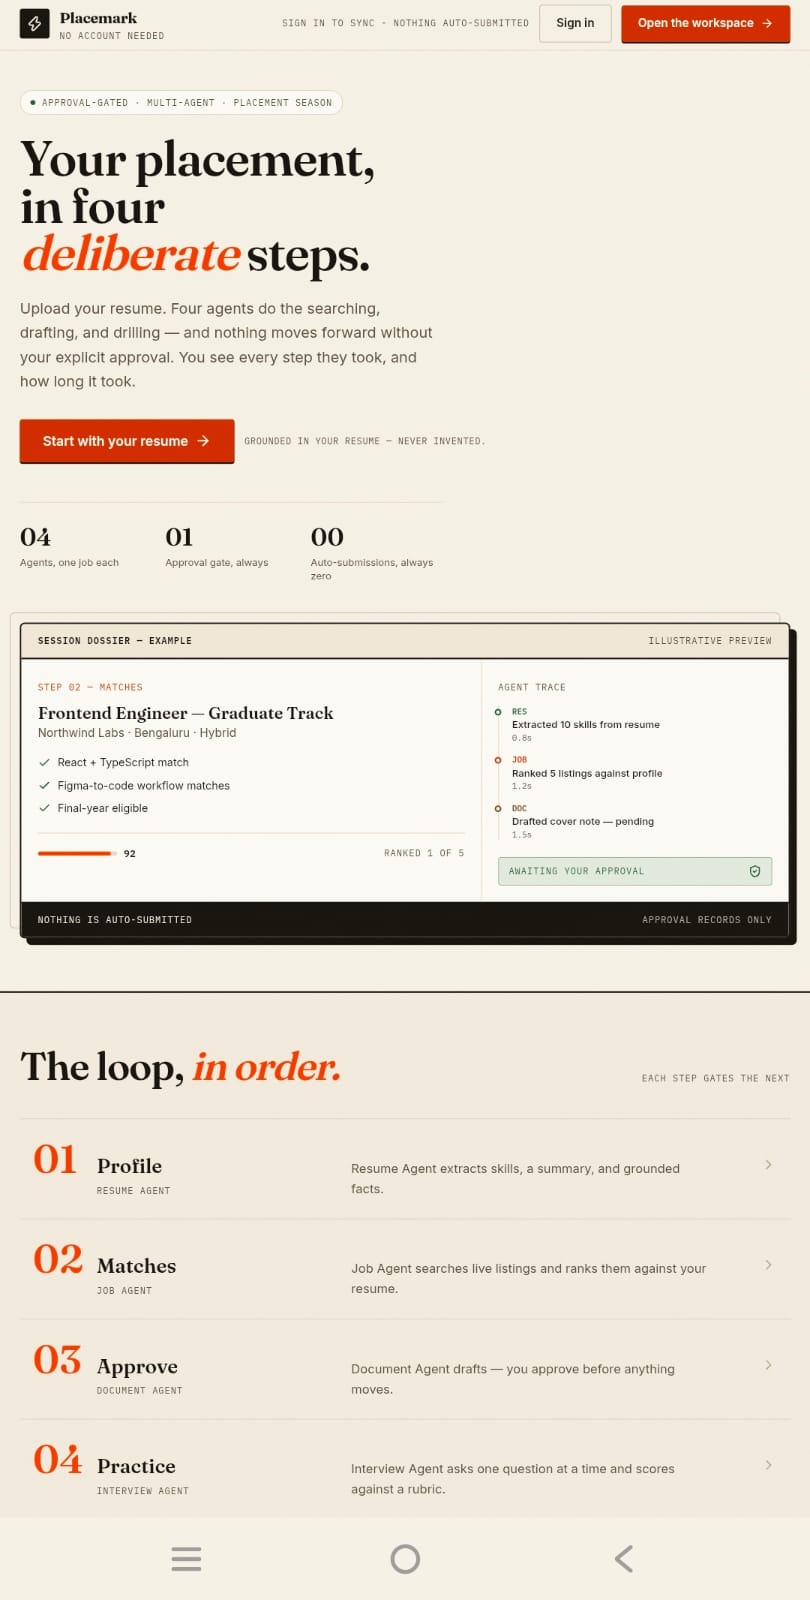 Placemark
NO ACCOUNT NEEDED
SIGN IN TO SYNC · NOTHING AUTO-SUBMITTED
Sign in
Open the workspace →
APPROVAL-GATED · MULTI-AGENT · PLACEMENT SEASON
Your placement,
in four
deliberate steps.
Upload your resume. Four agents do the searching,
drafting, and drilling — and nothing moves forward without
your explicit approval. You see every step they took, and
how long it took.
Start with your resume →
GROUNDED IN YOUR RESUME — NEVER INVENTED.
04
Agents, one job each
01
Approval gate, always
00
Auto-submissions, always
zero
SESSION DOSSIER — EXAMPLE
ILLUSTRATIVE PREVIEW
STEP 02 — MATCHES
Frontend Engineer — Graduate Track
Northwind Labs · Bengaluru · Hybrid
React + TypeScript match
Figma-to-code workflow matches
Final-year eligible
92
RANKED 1 OF 5
AGENT TRACE
RES
Extracted 10 skills from resume
0.8s
JOB
Ranked 5 listings against profile
1.2s
DOC
Drafted cover note — pending
1.5s
AWAITING YOUR APPROVAL
NOTHING IS AUTO-SUBMITTED
APPROVAL RECORDS ONLY
The loop, in order.
EACH STEP GATES THE NEXT
01
Profile
RESUME AGENT
Resume Agent extracts skills, a summary, and grounded
facts.
02
Matches
JOB AGENT
Job Agent searches live listings and ranks them against your
resume.
03
Approve
DOCUMENT AGENT
Document Agent drafts — you approve before anything
moves.
04
Practice
INTERVIEW AGENT
Interview Agent asks one question at a time and scores
against a rubric.